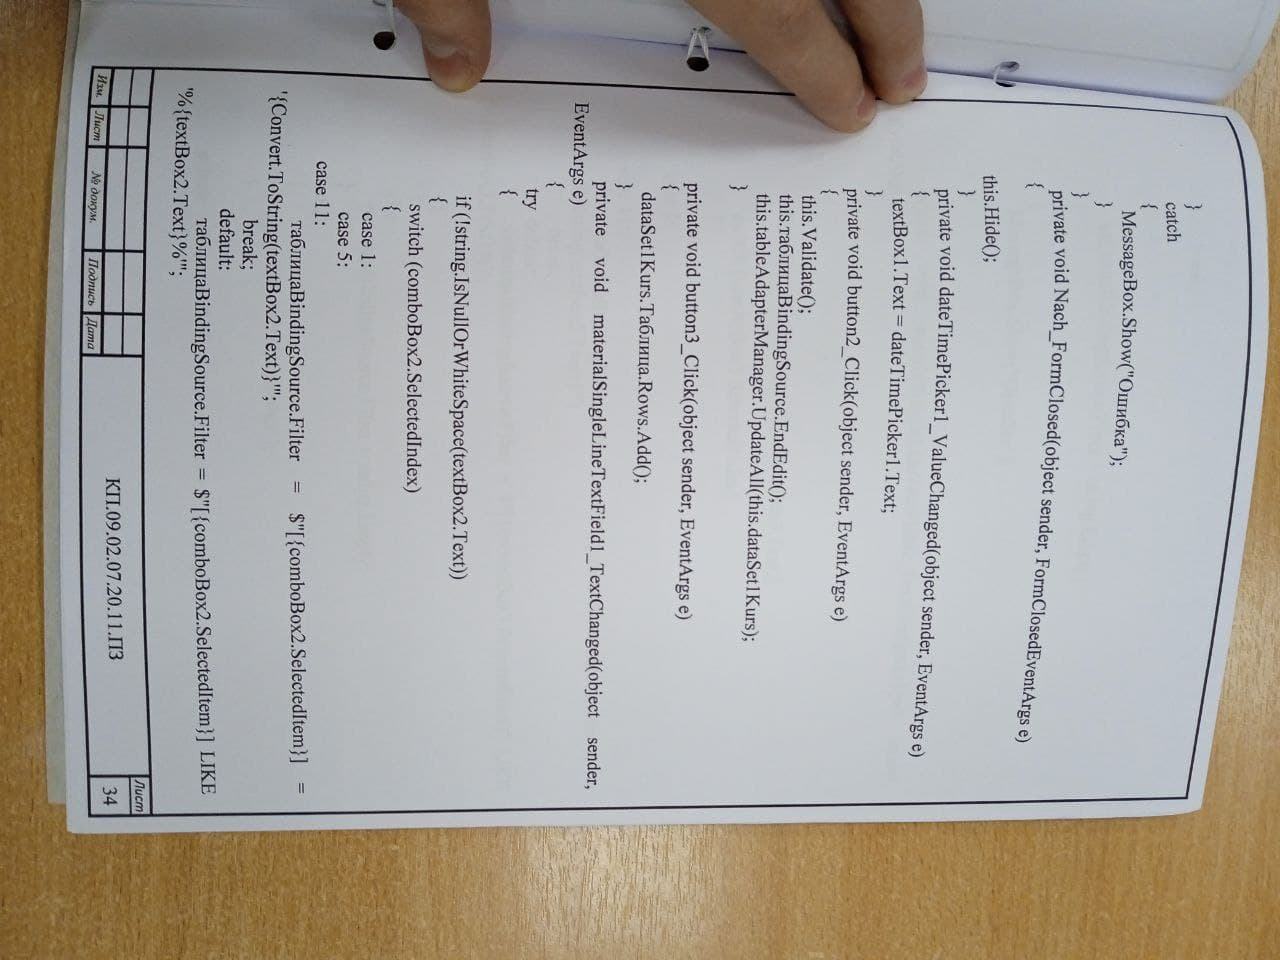 }
catch
{
MessageBox.Show("Ошибка");
}
}
private void Nach_FormClosed(object sender, FormClosedEventArgs e)
{
this.Hide();
}
private void dateTimePicker1_ValueChanged(object sender, EventArgs e)
{
textBox1.Text = dateTimePicker1.Text;
}
private void button2_Click(object sender, EventArgs e)
{
this.Validate();
this.таблицаBindingSource.EndEdit();
this.tableAdapterManager.UpdateAll(this.dataSet1Kurs);
}
private void button3_Click(object sender, EventArgs e)
{
dataSet1Kurs.Таблица.Rows.Add();
}
private void materialSingleLineTextField1_TextChanged(object sender,
EventArgs e)
{
try
{
if (!string.IsNullOrWhiteSpace(textBox2.Text))
{
switch (comboBox2.SelectedIndex)
{
case 1:
case 5:
case 11:
таблицаBindingSource.Filter = $"[{comboBox2.SelectedItem}] =
'{Convert.ToString(textBox2.Text)}'";
break;
default:
таблицаBindingSource.Filter = $"[{comboBox2.SelectedItem}] LIKE
'%{textBox2.Text}%'";
Изм. Лист № докум. Подпись Дата
КП.09.02.07.20.11.ПЗ
Лист
34